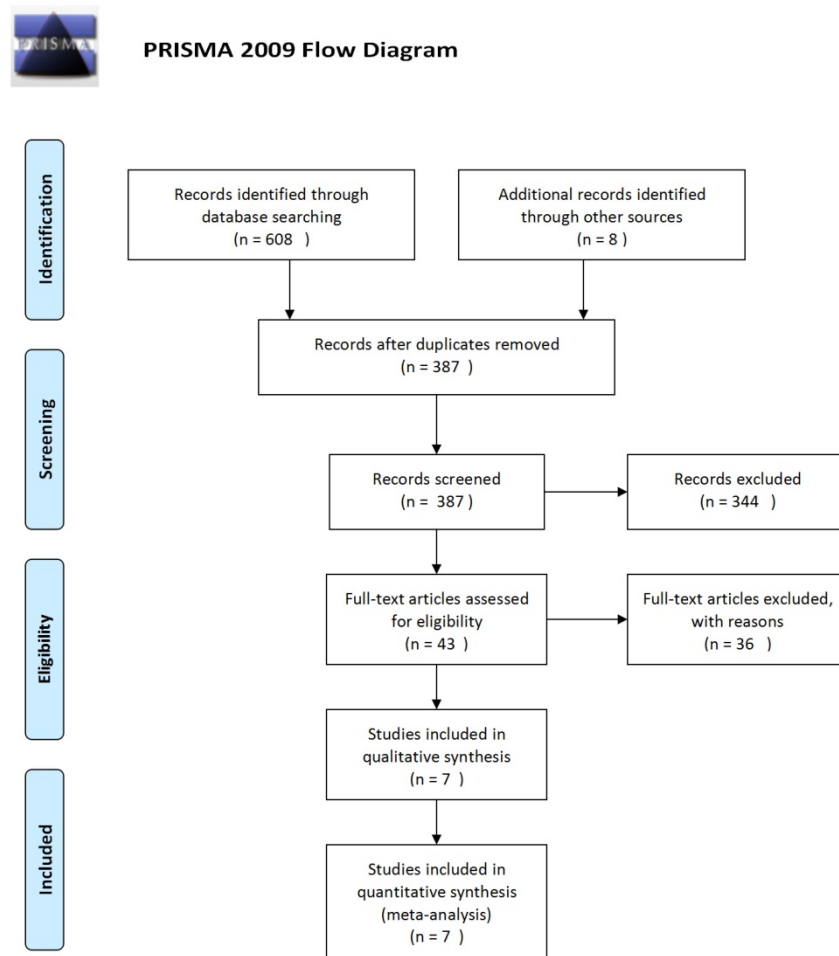 PRISMA
PRISMA 2009 Flow Diagram
Identification
Records identified through
database searching
(n = 608   )
Additional records identified
through other sources
(n = 8   )
Records after duplicates removed
(n = 387   )
Screening
Records screened
(n =  387   )
Records excluded
(n = 344   )
Eligibility
Full-text articles assessed
for eligibility
(n = 43   )
Full-text articles excluded,
with reasons
(n = 36   )
Studies included in
qualitative synthesis
(n = 7   )
Included
Studies included in
quantitative synthesis
(meta-analysis)
(n = 7   )